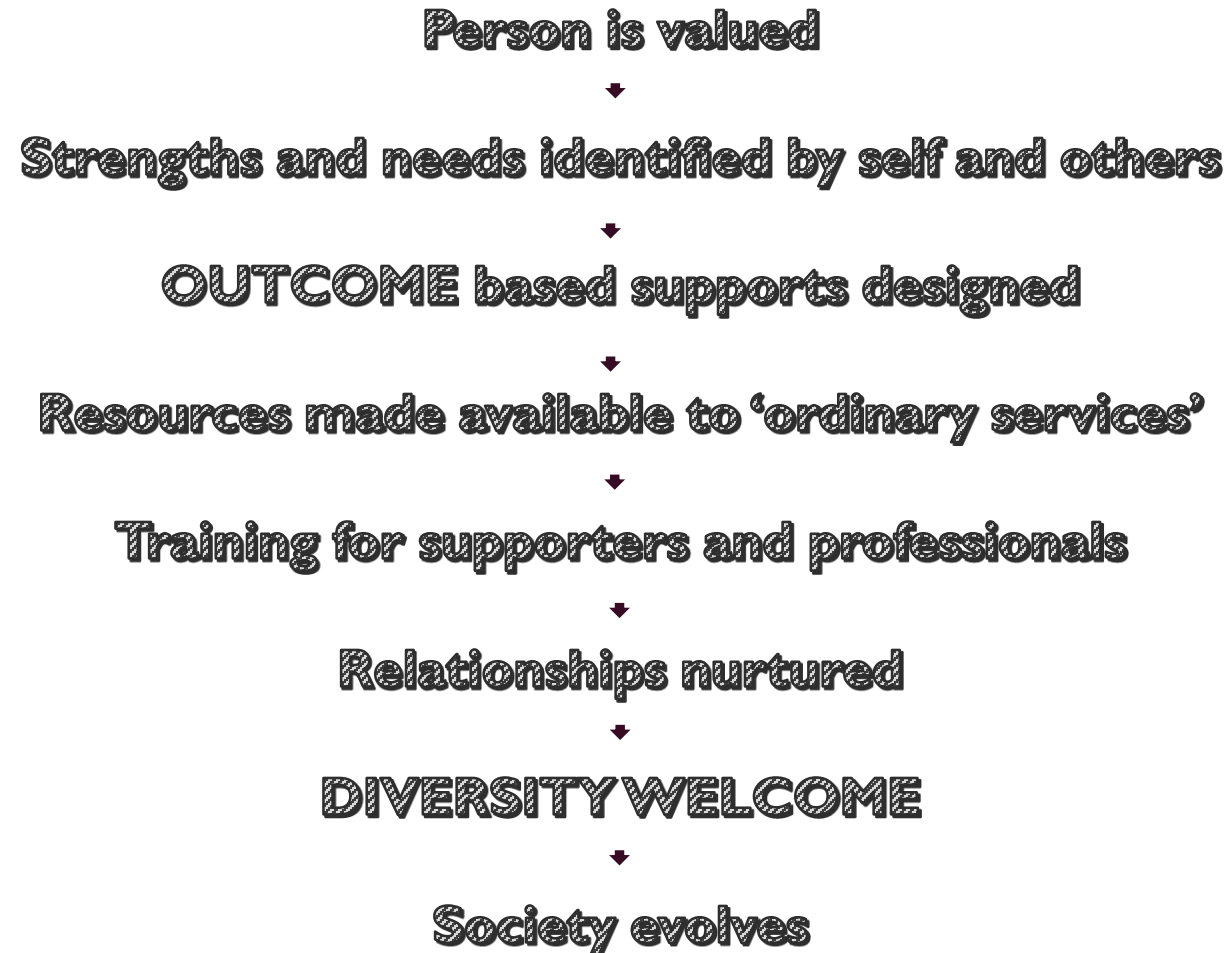 Person is valued
Strengths and needs identified by self and others
OUTCOME based supports designed
Resources made available to ‘ordinary services’
Training for supporters and professionals
Relationships nurtured
DIVERSITY WELCOME
Society evolves